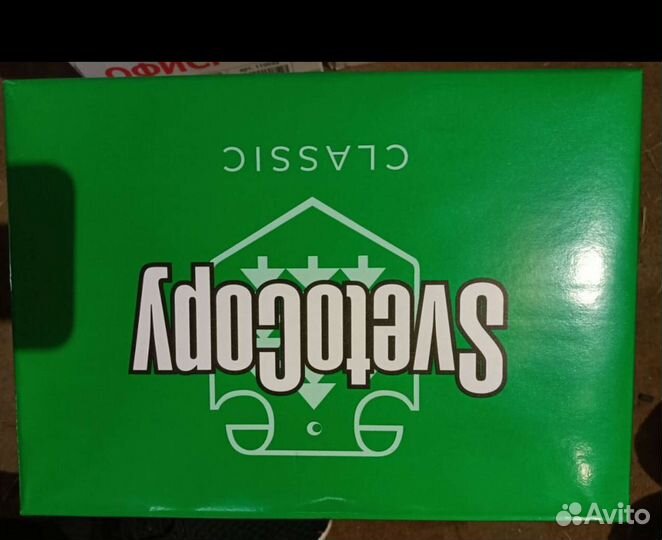 ОФИС
CLASSIC
SvetoCopy
Avito